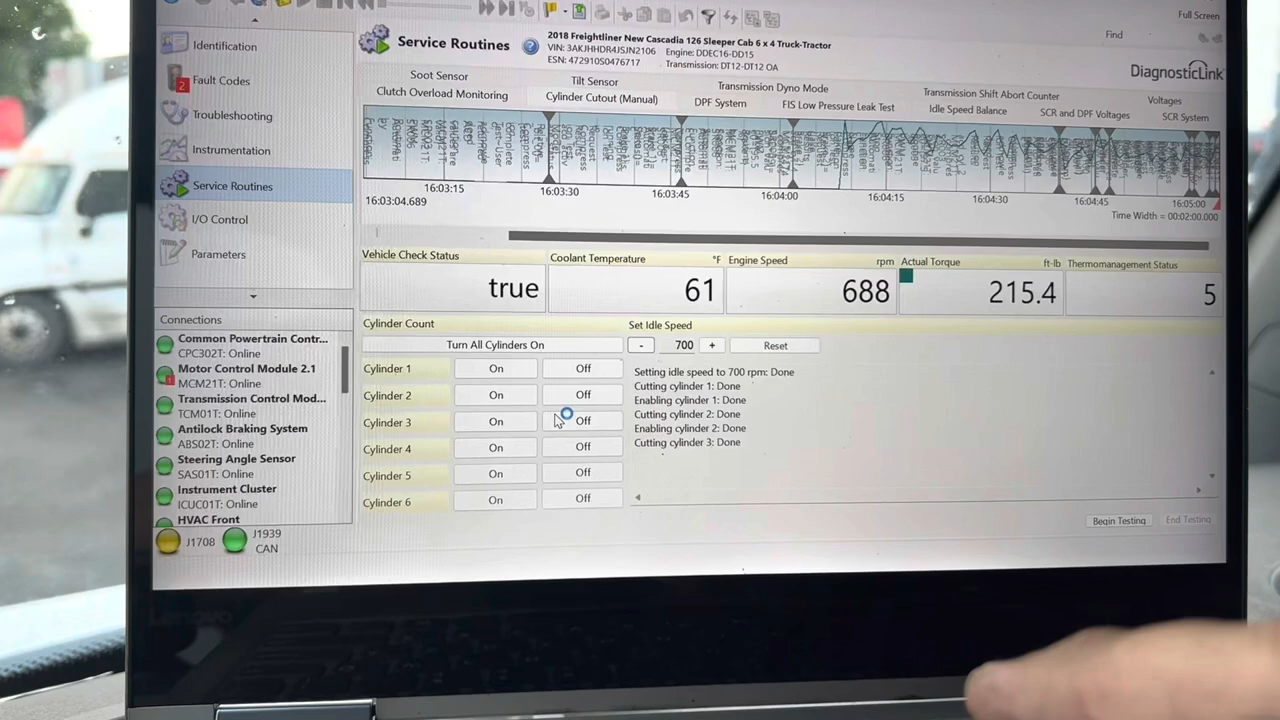 Full Screen
Find
Identification
Fault Codes
2
Troubleshooting
Instrumentation
Service Routines
I/O Control
Parameters
Service Routines
2018 Freightliner New Cascadia 126 Sleeper Cab 6 x 4 Truck-Tractor
VIN: 3AKJHHDR4JSJN2106 Engine: DDEC16-DD15
ESN: 472910S0476717 Transmission: DT12-DT12 OA
DiagnosticLink
Soot Sensor
Tilt Sensor
Transmission Dyno Mode
Transmission Shift Abort Counter
Voltages
Clutch Overload Monitoring
Cylinder Cutout (Manual)
DPF System
FIS Low Pressure Leak Test
Idle Speed Balance
SCR and DPF Voltages
SCR System
16:03:15
16:03:30
16:03:45
16:04:00
16:04:15
16:04:30
16:04:45
16:05:00
16:03:04.689
Time Width = 00:02:00.000
Vehicle Check Status
true
Coolant Temperature °F
61
Engine Speed rpm
688
Actual Torque ft-lb
215.4
Thermomanagement Status
5
Cylinder Count
Turn All Cylinders On
Cylinder 1 On Off
Cylinder 2 On Off
Cylinder 3 On Off
Cylinder 4 On Off
Cylinder 5 On Off
Cylinder 6 On Off
Set Idle Speed
- 700 + Reset
Setting idle speed to 700 rpm: Done
Cutting cylinder 1: Done
Enabling cylinder 1: Done
Cutting cylinder 2: Done
Enabling cylinder 2: Done
Cutting cylinder 3: Done
Begin Testing End Testing
Connections
Common Powertrain Contr...
CPC302T: Online
Motor Control Module 2.1
MCM21T: Online
Transmission Control Mod...
TCM01T: Online
Antilock Braking System
ABS02T: Online
Steering Angle Sensor
SAS01T: Online
Instrument Cluster
ICUC01T: Online
HVAC Front
J1708
J1939
CAN
Lenovo